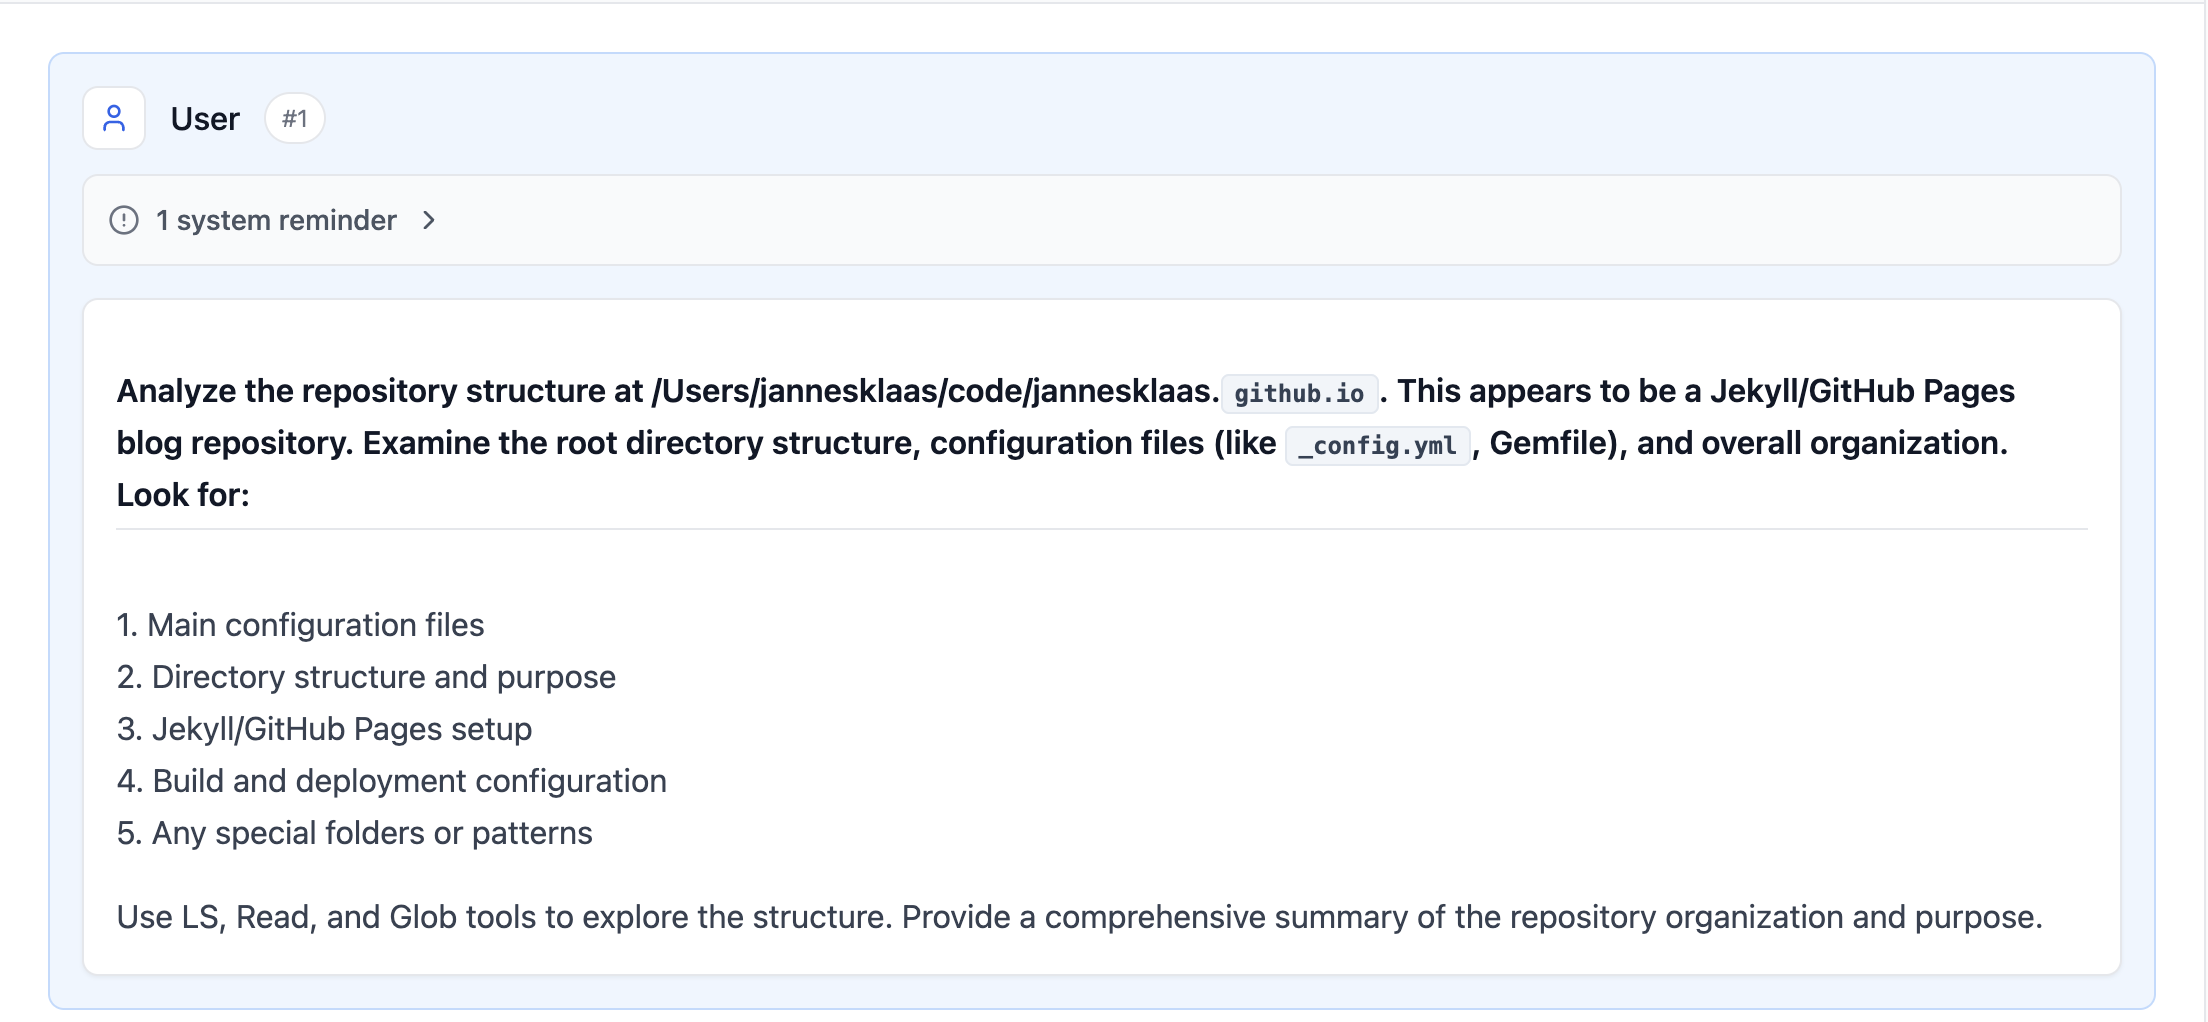 User #1
1 system reminder
Analyze the repository structure at /Users/jannesklaas/code/jannesklaas.github.io. This appears to be a Jekyll/GitHub Pages
blog repository. Examine the root directory structure, configuration files (like _config.yml, Gemfile), and overall organization.
Look for:
1. Main configuration files
2. Directory structure and purpose
3. Jekyll/GitHub Pages setup
4. Build and deployment configuration
5. Any special folders or patterns
Use LS, Read, and Glob tools to explore the structure. Provide a comprehensive summary of the repository organization and purpose.